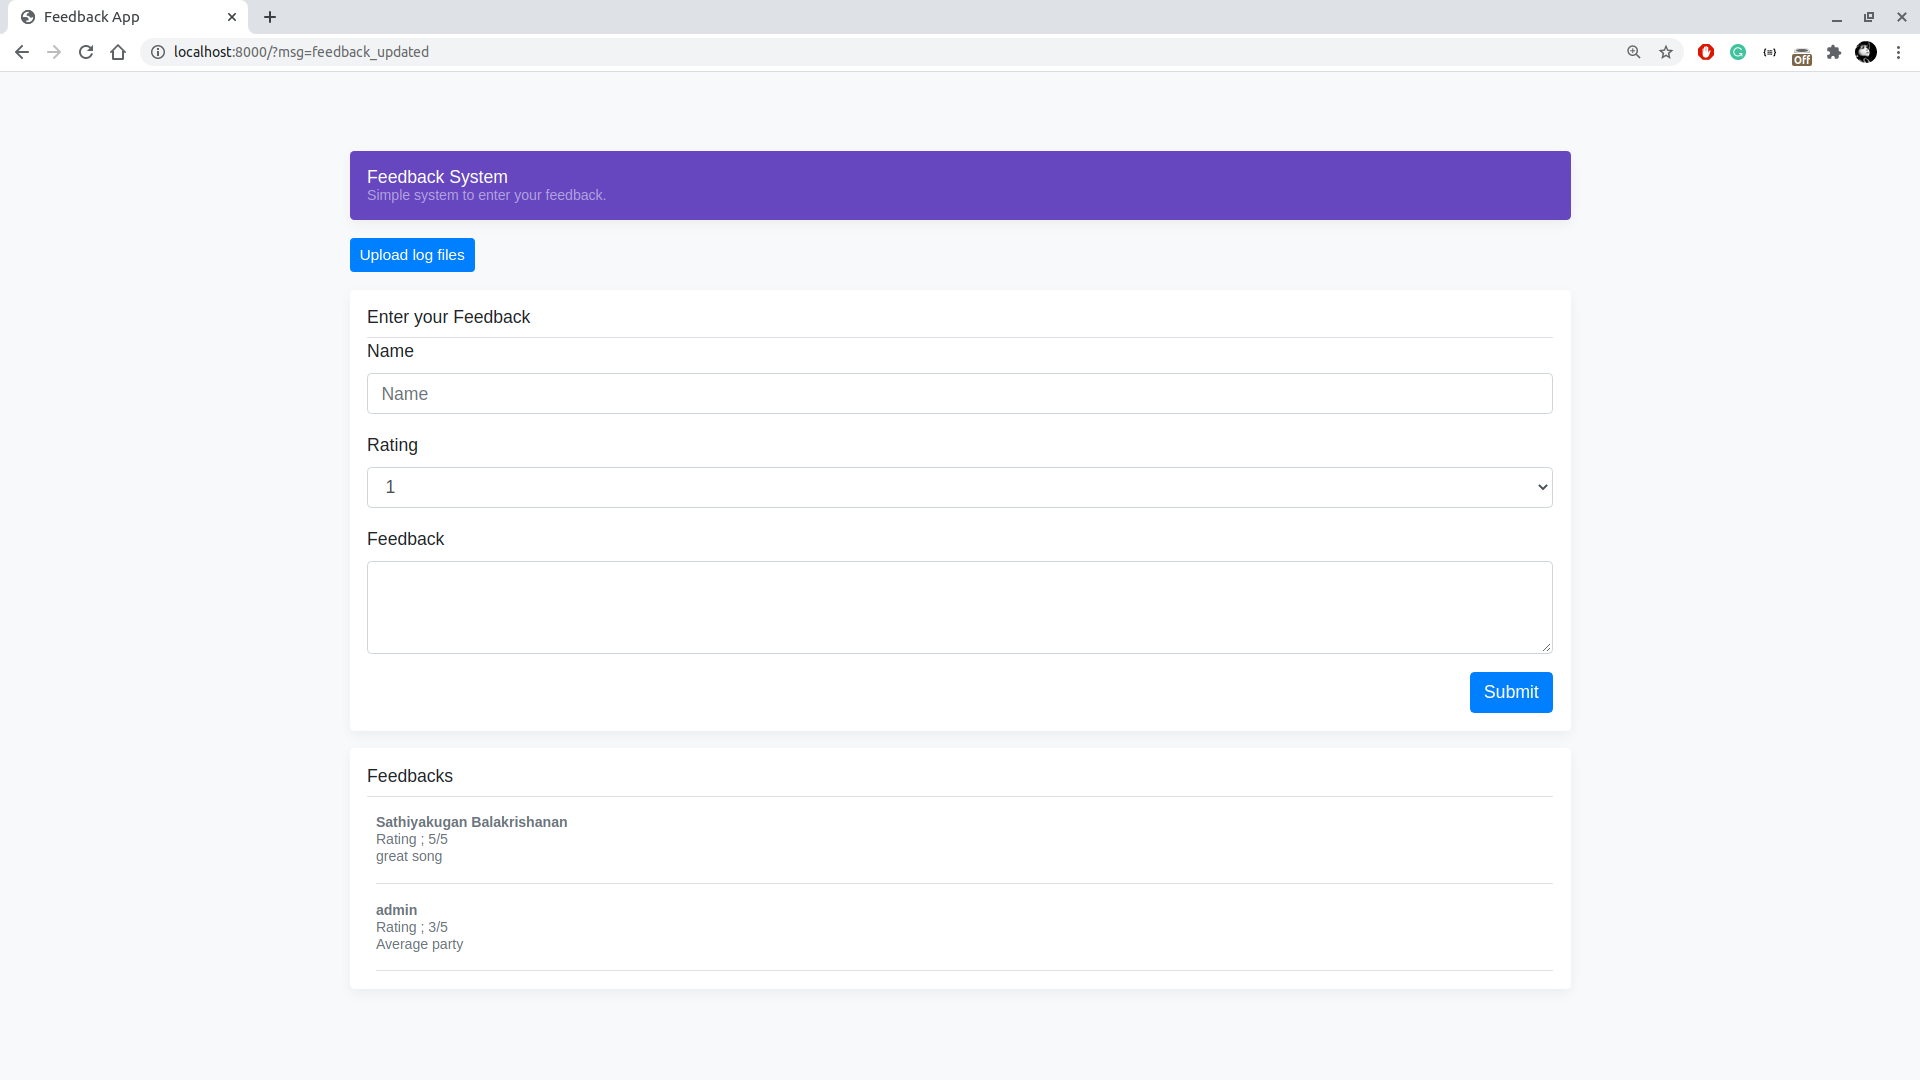 Feedback App
localhost:8000/?msg=feedback_updated
Off
Feedback System
Simple system to enter your feedback.
Upload log files
Enter your Feedback
Name
Name
Rating
1
Feedback
Submit
Feedbacks
Sathiyakugan Balakrishanan
Rating ; 5/5
great song
admin
Rating ; 3/5
Average party